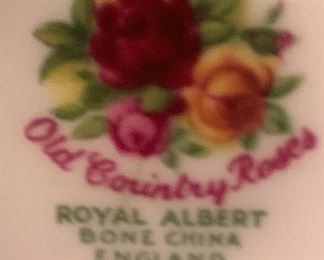 Old Country Roses
ROYAL ALBERT
BONE CHINA
ENGLAND